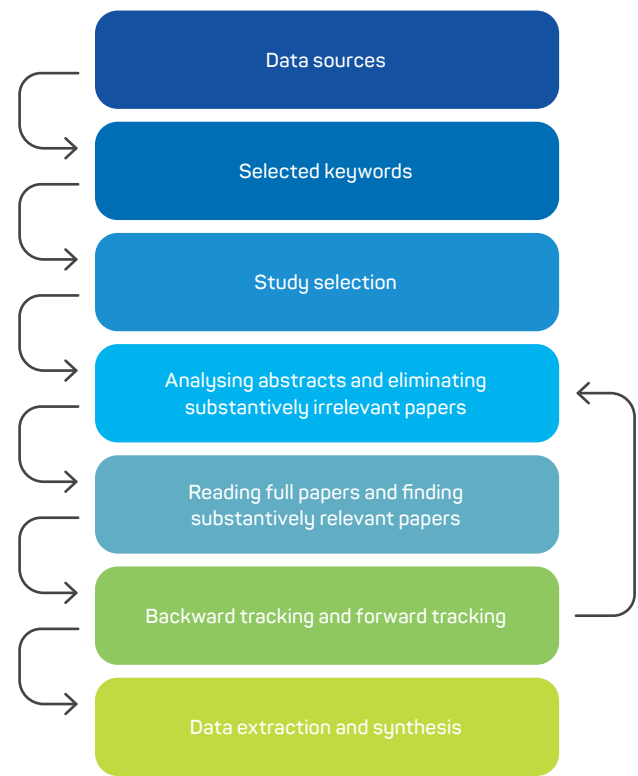 Data sources
Selected keywords
Study selection
Analysing abstracts and eliminating
substantively irrelevant papers
Reading full papers and finding
substantively relevant papers
Backward tracking and forward tracking
Data extraction and synthesis